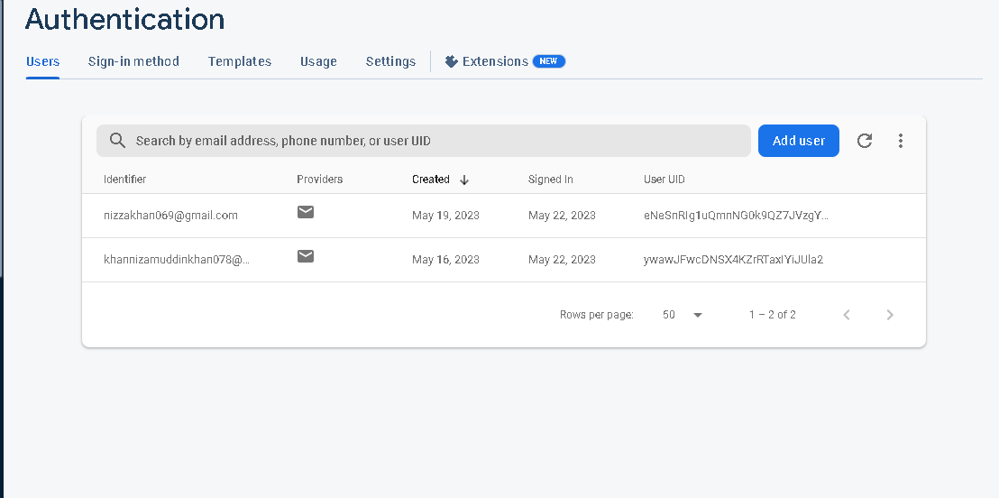 Authentication
Users Sign-in method Templates Usage Settings Extensions NEW
Search by email address, phone number, or user UID Add user
Identifier Providers Created Signed In User UID
nizzakhan069@gmail.com May 19, 2023 May 22, 2023 eNeSnRIg1uQmnNG0k9QZ7JVzgY...
khannizamuddinkhan078@... May 16, 2023 May 22, 2023 ywawJFwcDNSX4KZrRTaxIYiJUla2
Rows per page: 50 1 – 2 of 2